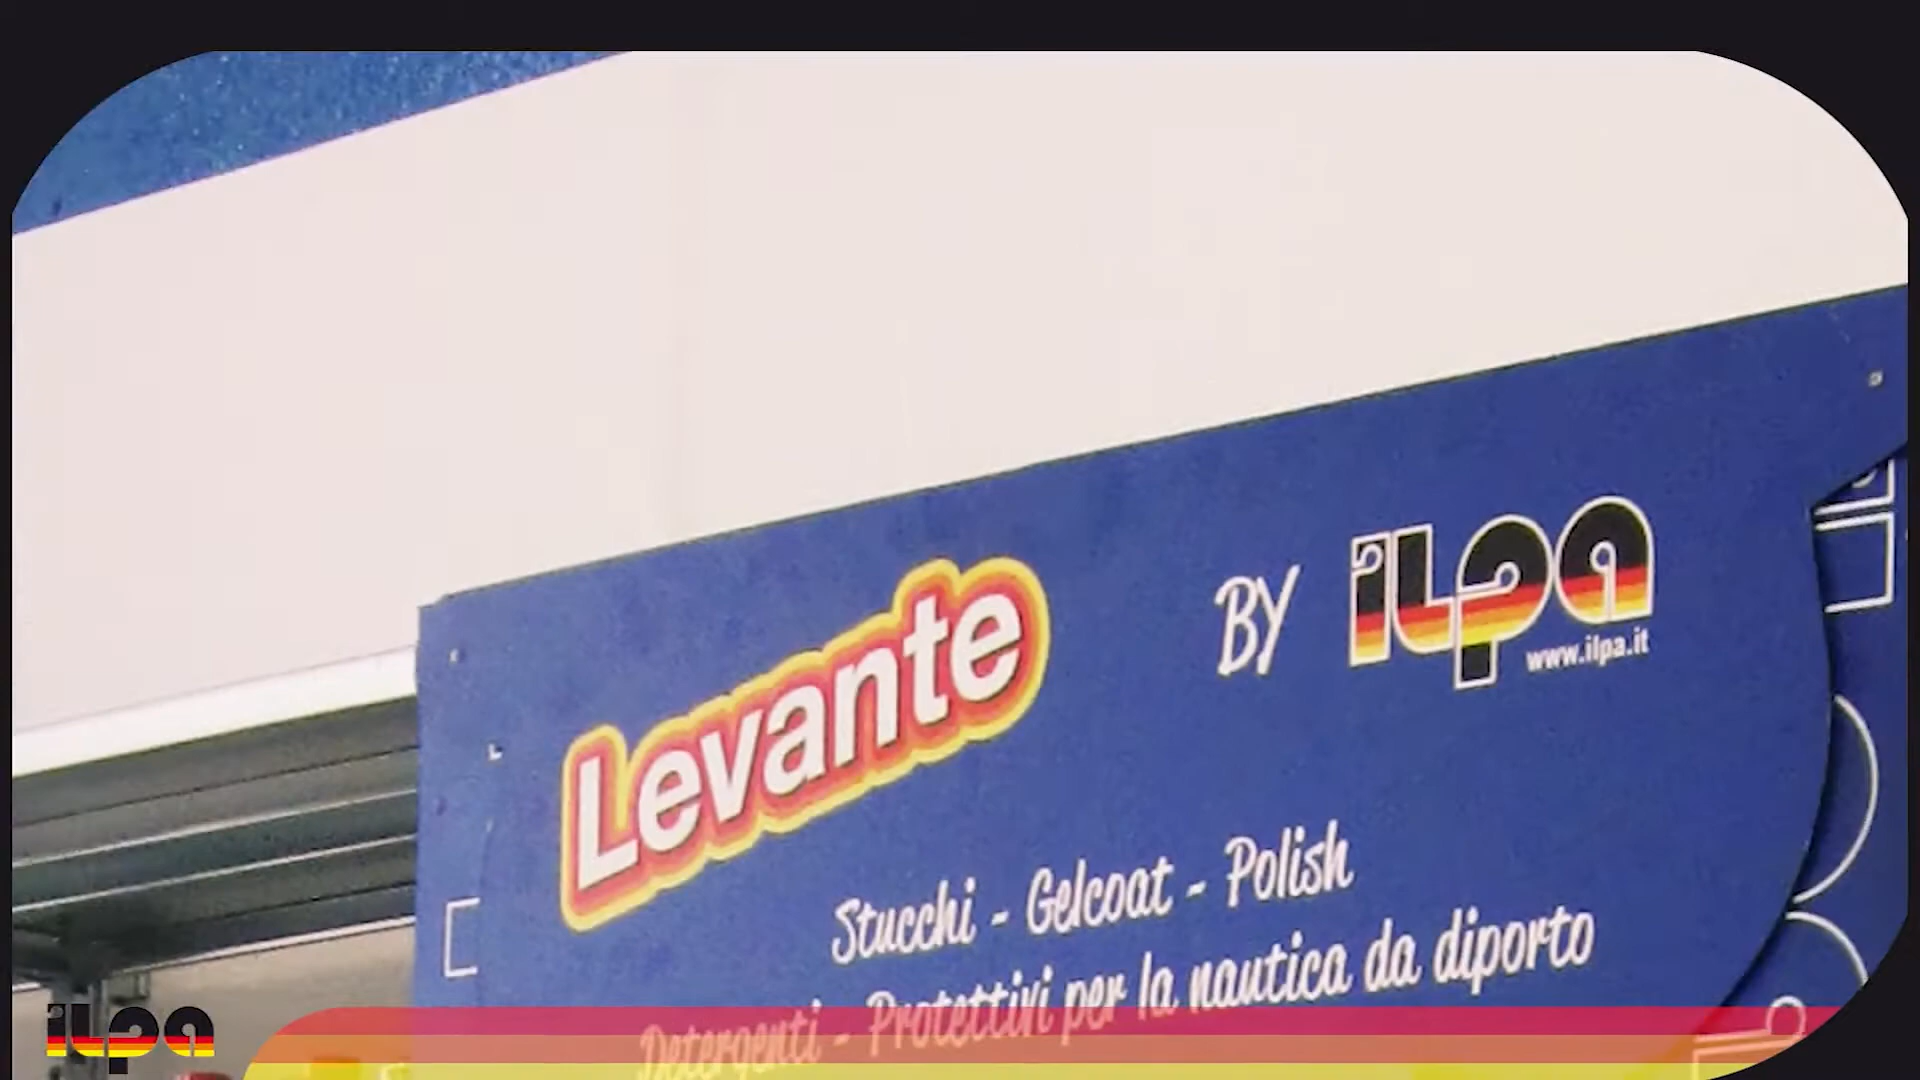 Levante BY ilpa
www.ilpa.it
Stucchi - Gelcoat - Polish
Detergenti - Protettivi per la nautica da diporto
ilpa